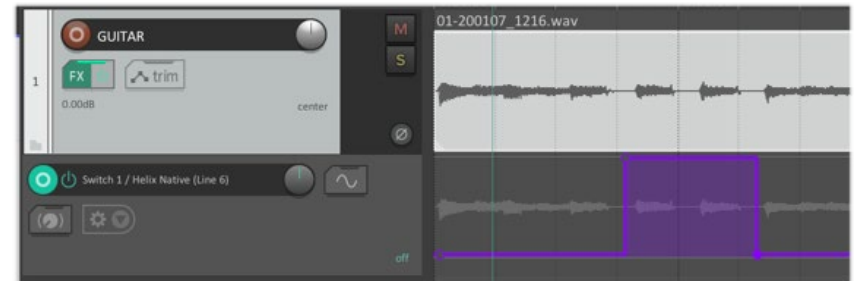 GUITAR
M
01-200107_1216.wav
S
1
FX
trim
0.00dB
center
Switch 1 / Helix Native (Line 6)
off